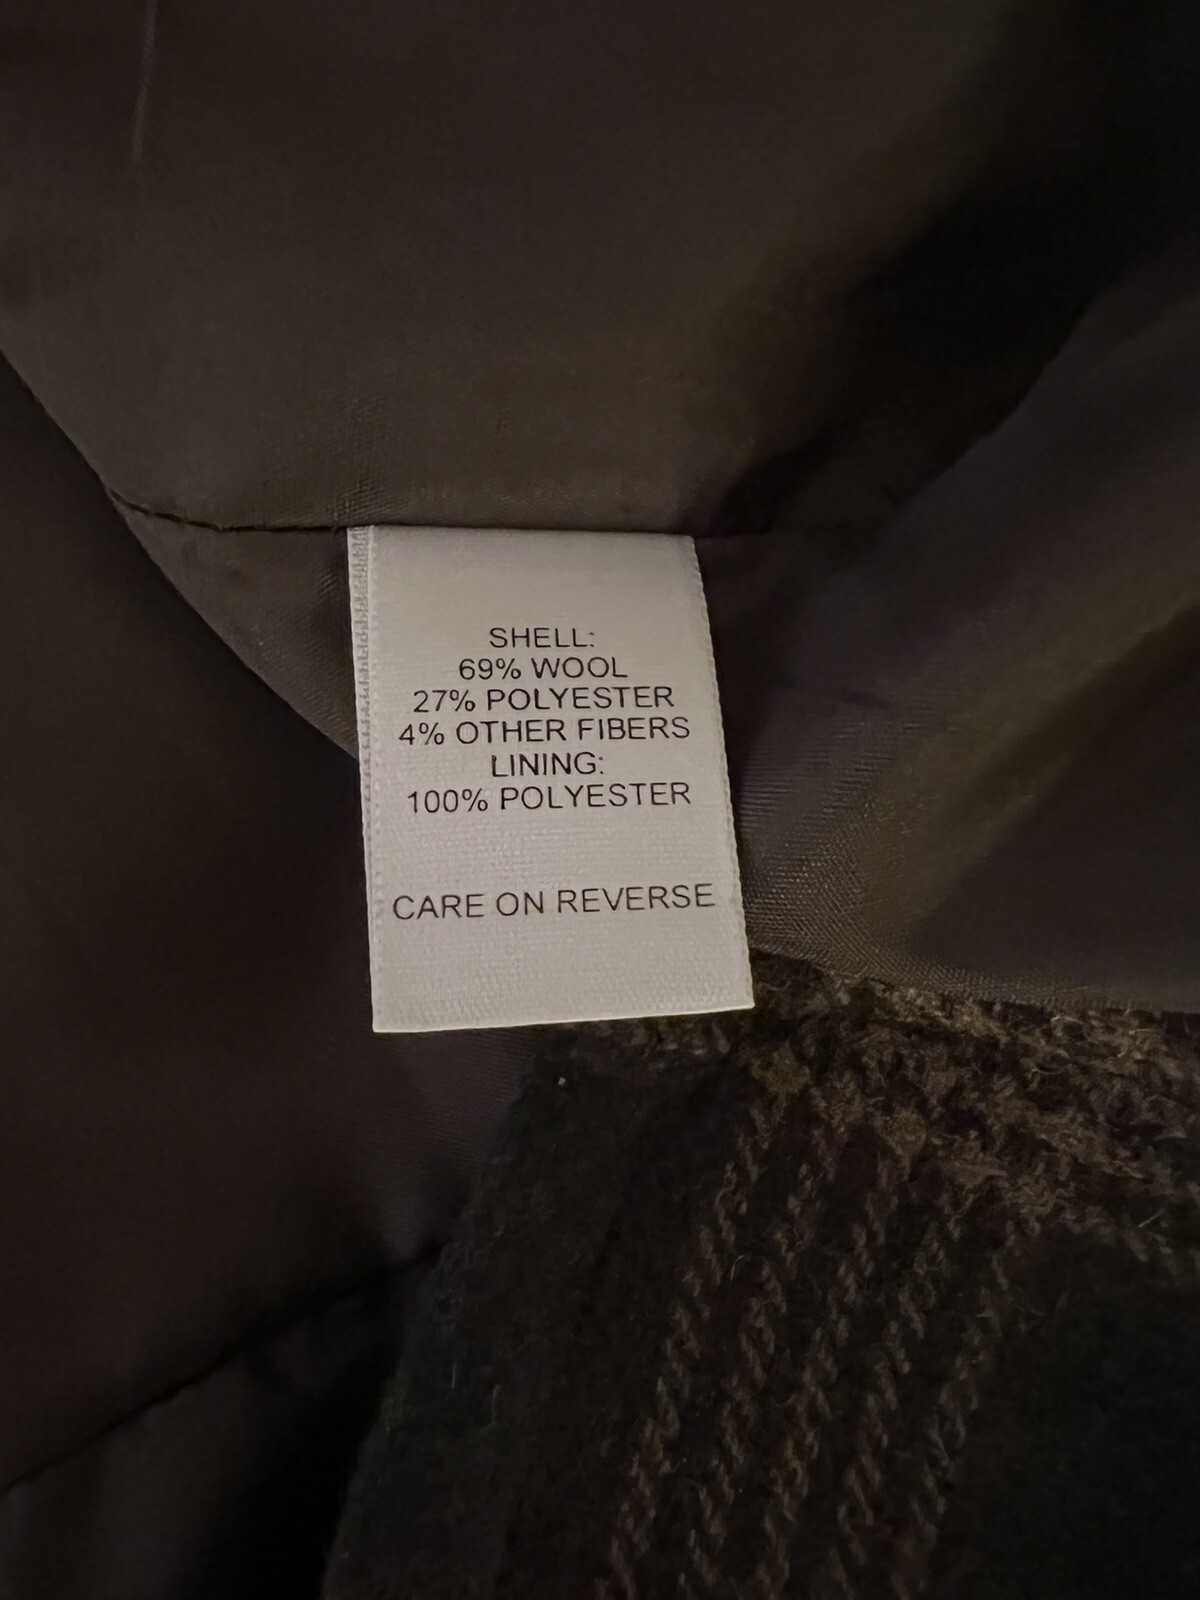 SHELL:
69% WOOL
27% POLYESTER
4% OTHER FIBERS
LINING:
100% POLYESTER
CARE ON REVERSE